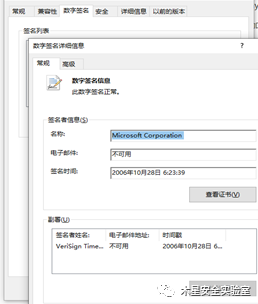 常规 兼容性 数字签名 安全 详细信息 以前的版本
签名列表
数字签名详细信息 ? ×
常规 高级
数字签名信息
此数字签名正常。
签名者信息(S)
名称: Microsoft Corporation
电子邮件: 不可用
签名时间: 2006年10月28日 6:23:39
查看证书(V)
副署(U)
签名者姓名: 电子邮件地址: 时间戳
VeriSign Time... 不可用 2006年10月28日 6...
木星安全实验室